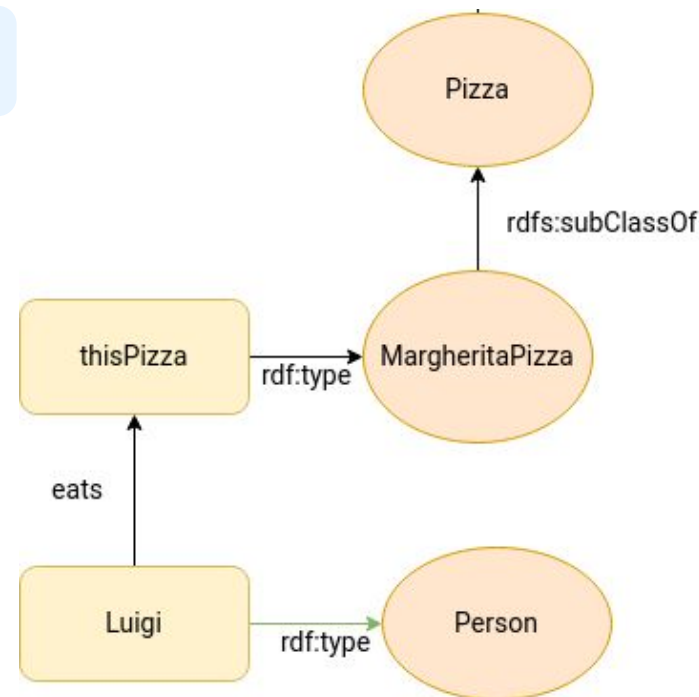 Pizza
rdfs:subClassOf
thisPizza
rdf:type
MargheritaPizza
eats
Luigi
rdf:type
Person